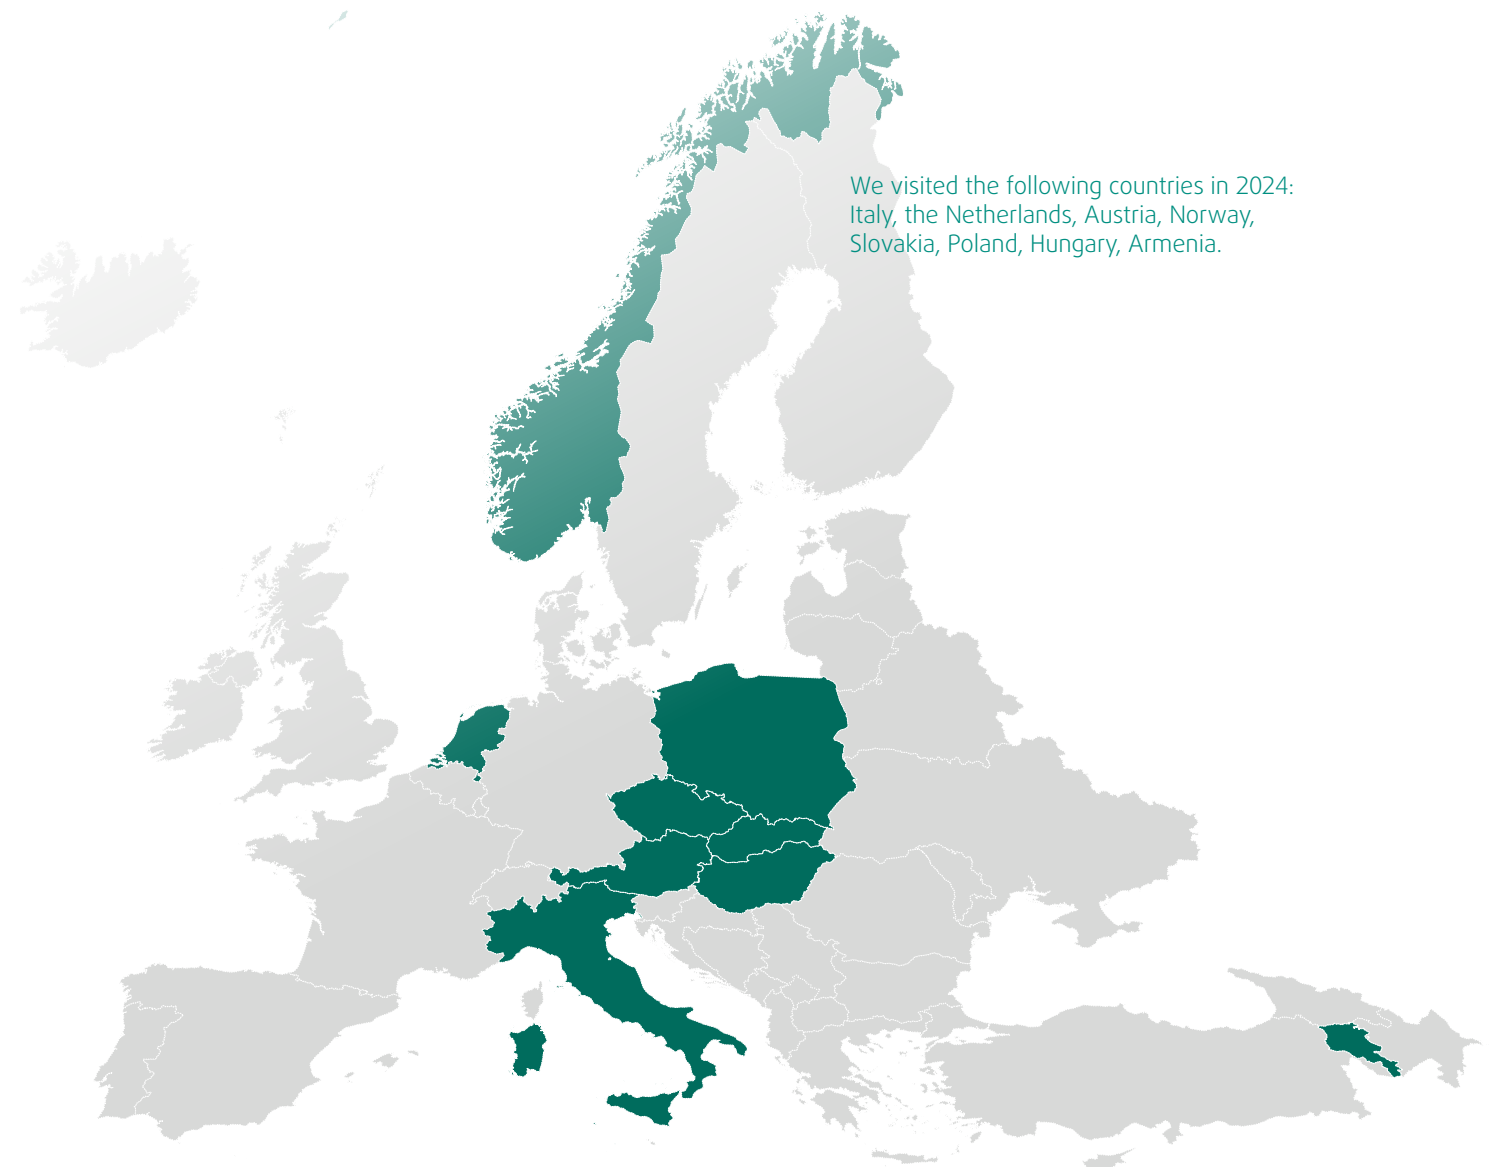 We visited the following countries in 2024:
Italy, the Netherlands, Austria, Norway,
Slovakia, Poland, Hungary, Armenia.